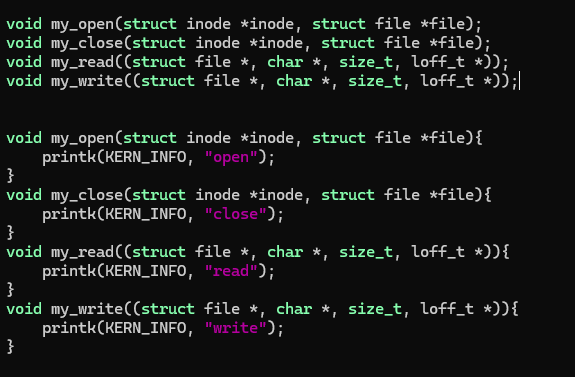 void my_open(struct inode *inode, struct file *file);
void my_close(struct inode *inode, struct file *file);
void my_read((struct file *, char *, size_t, loff_t *));
void my_write((struct file *, char *, size_t, loff_t *));
void my_open(struct inode *inode, struct file *file){
    printk(KERN_INFO, "open");
}
void my_close(struct inode *inode, struct file *file){
    printk(KERN_INFO, "close");
}
void my_read((struct file *, char *, size_t, loff_t *)){
    printk(KERN_INFO, "read");
}
void my_write((struct file *, char *, size_t, loff_t *)){
    printk(KERN_INFO, "write");
}